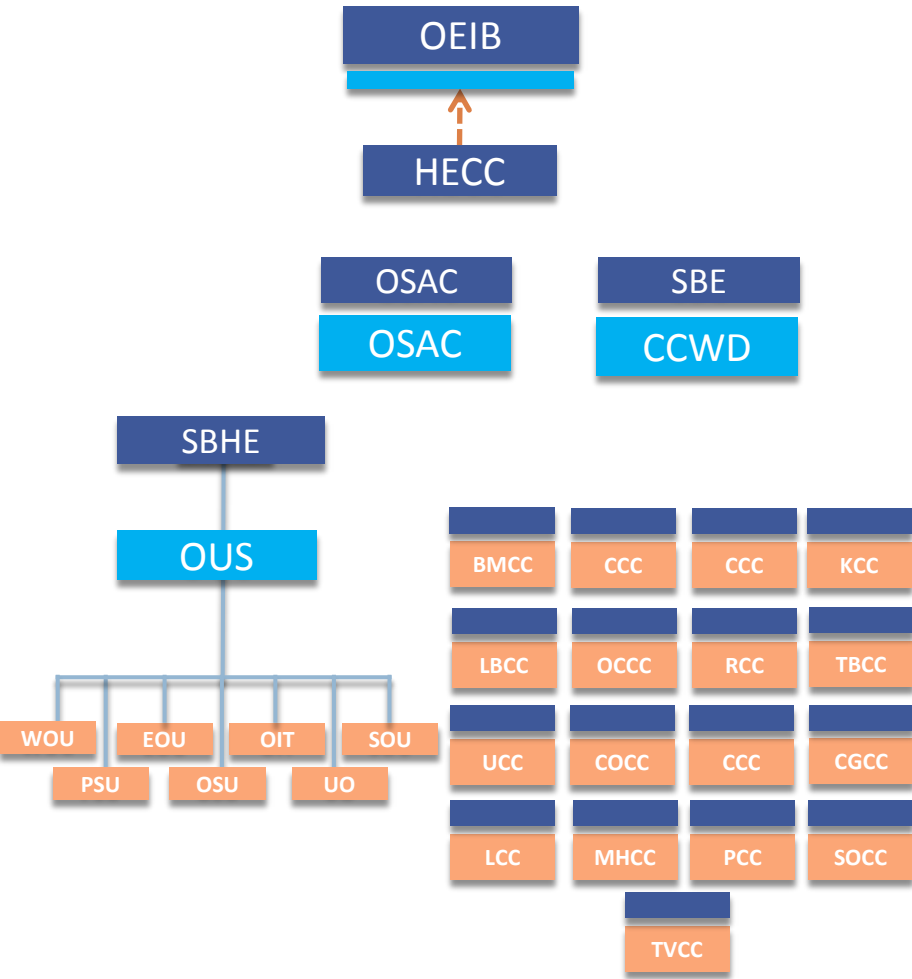 OEIB
HECC
OSAC
SBE
OSAC
CCWD
SBHE
OUS
WOU
EOU
OIT
SOU
PSU
OSU
UO
BMCC
CCC
CCC
KCC
LBCC
OCCC
RCC
TBCC
UCC
COCC
CCC
CGCC
LCC
MHCC
PCC
SOCC
TVCC